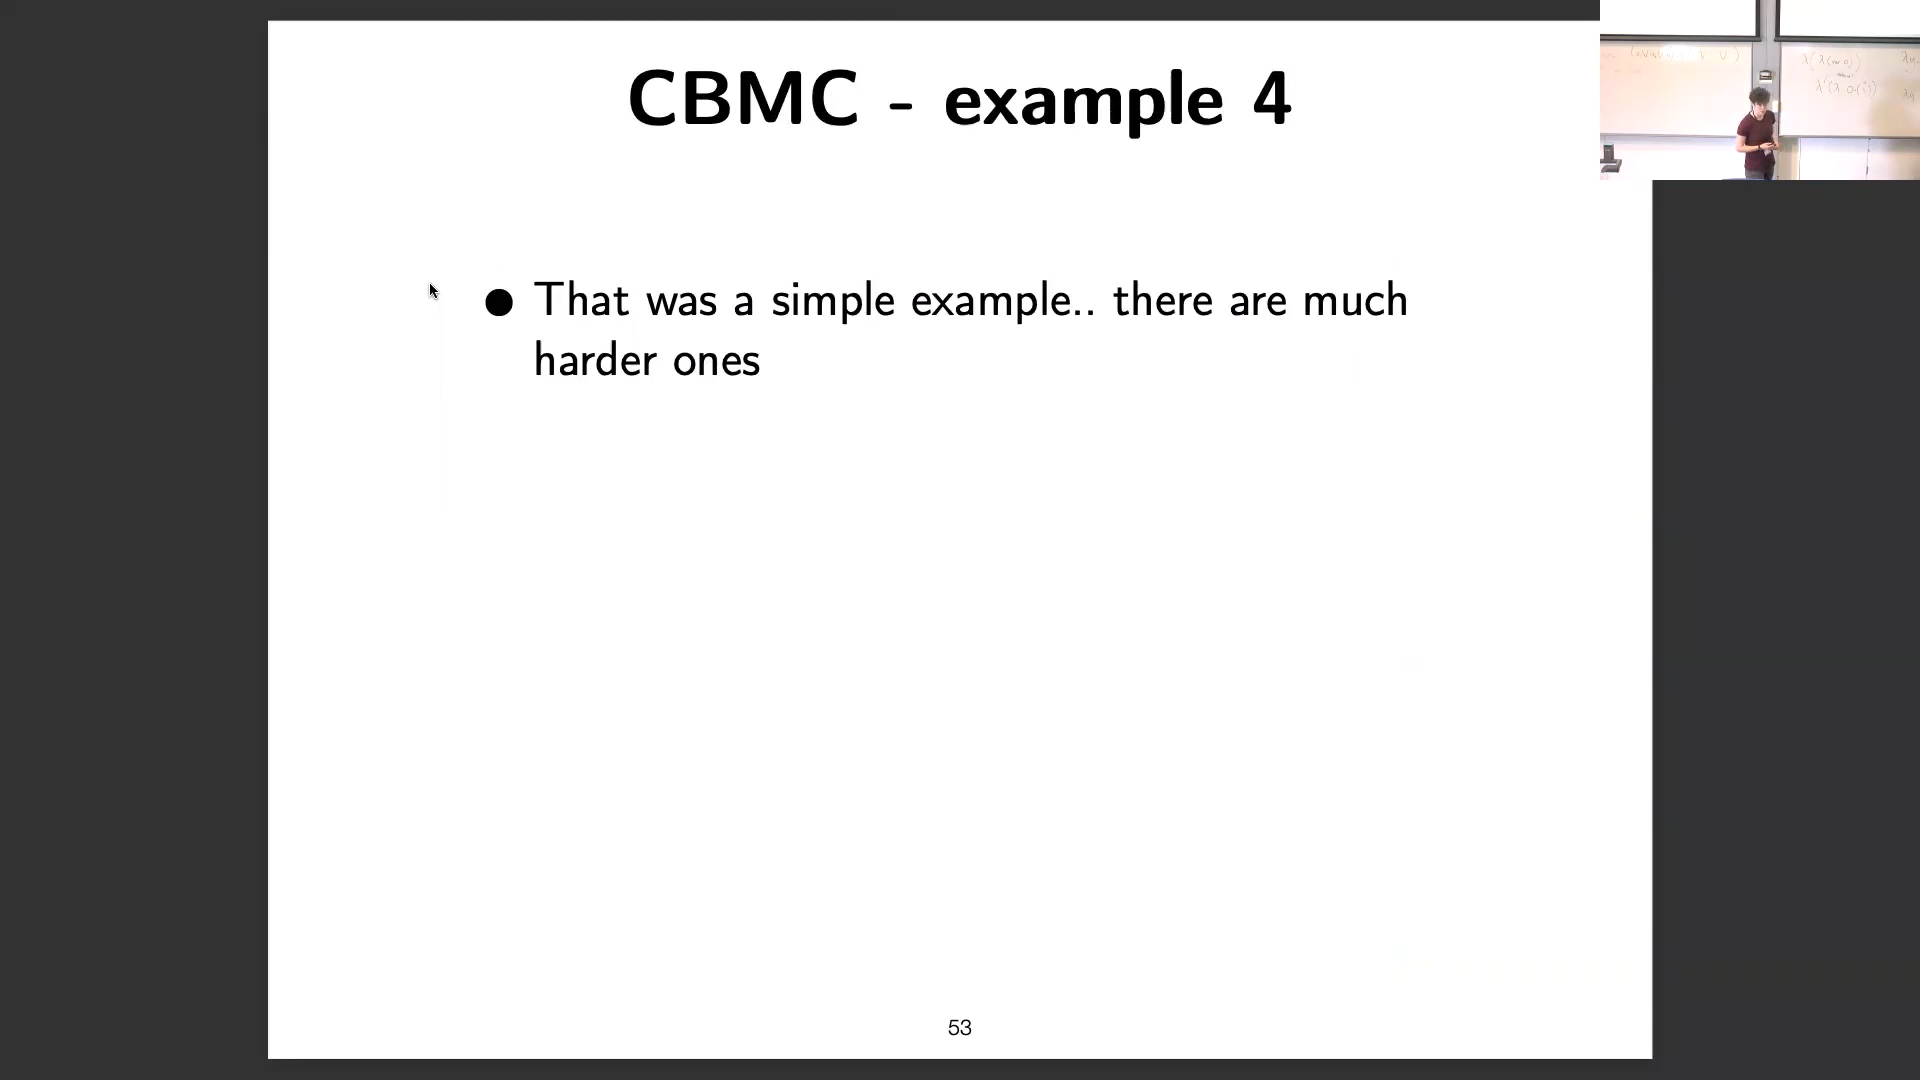 CBMC - example 4
● That was a simple example.. there are much
harder ones
53